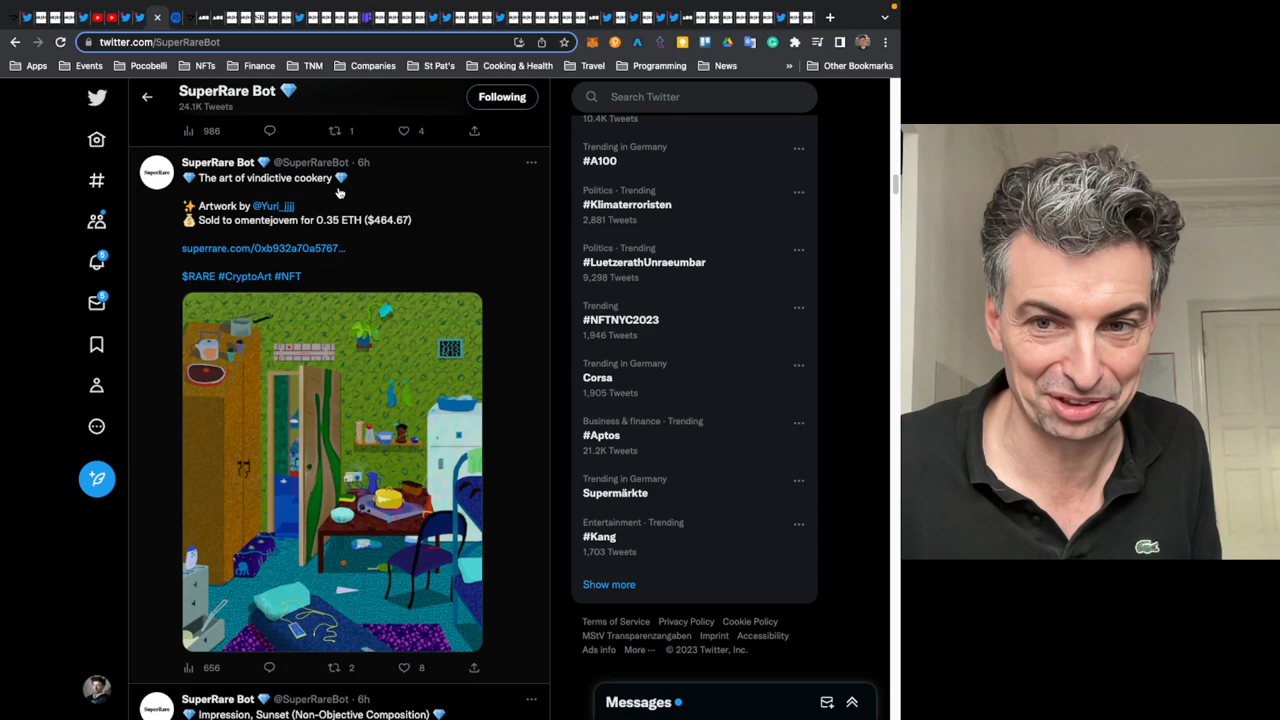 twitter.com/SuperRareBot
Apps
Events
Pocobelli
NFTs
Finance
TNM
Companies
St Pat's
Cooking & Health
Travel
Programming
News
»
Other Bookmarks
SuperRare Bot 💎
24.1K Tweets
Following
Search Twitter
986
1
4
SuperRare Bot 💎 @SuperRareBot · 6h
💎 The art of vindictive cookery 💎
✨ Artwork by @Yuri_jjjj
💰 Sold to omentejovem for 0.35 ETH ($464.67)
superrare.com/0xb932a70a5767…
$RARE #CryptoArt #NFT
SuperRare
656
2
8
SuperRare Bot 💎 @SuperRareBot · 6h
💎 Impression, Sunset (Non-Objective Composition) 💎
SuperRare
5
5
10.4K Tweets
Trending in Germany
#A100
Politics · Trending
#Klimaterroristen
2,881 Tweets
Politics · Trending
#LuetzerathUnraeumbar
9,298 Tweets
Trending
#NFTNYC2023
1,946 Tweets
Trending in Germany
Corsa
1,905 Tweets
Business & finance · Trending
#Aptos
21.2K Tweets
Trending in Germany
Supermärkte
Entertainment · Trending
#Kang
1,703 Tweets
Show more
Terms of Service Privacy Policy Cookie Policy
MStV Transparenzangaben Imprint Accessibility
Ads info More ··· © 2023 Twitter, Inc.
Messages